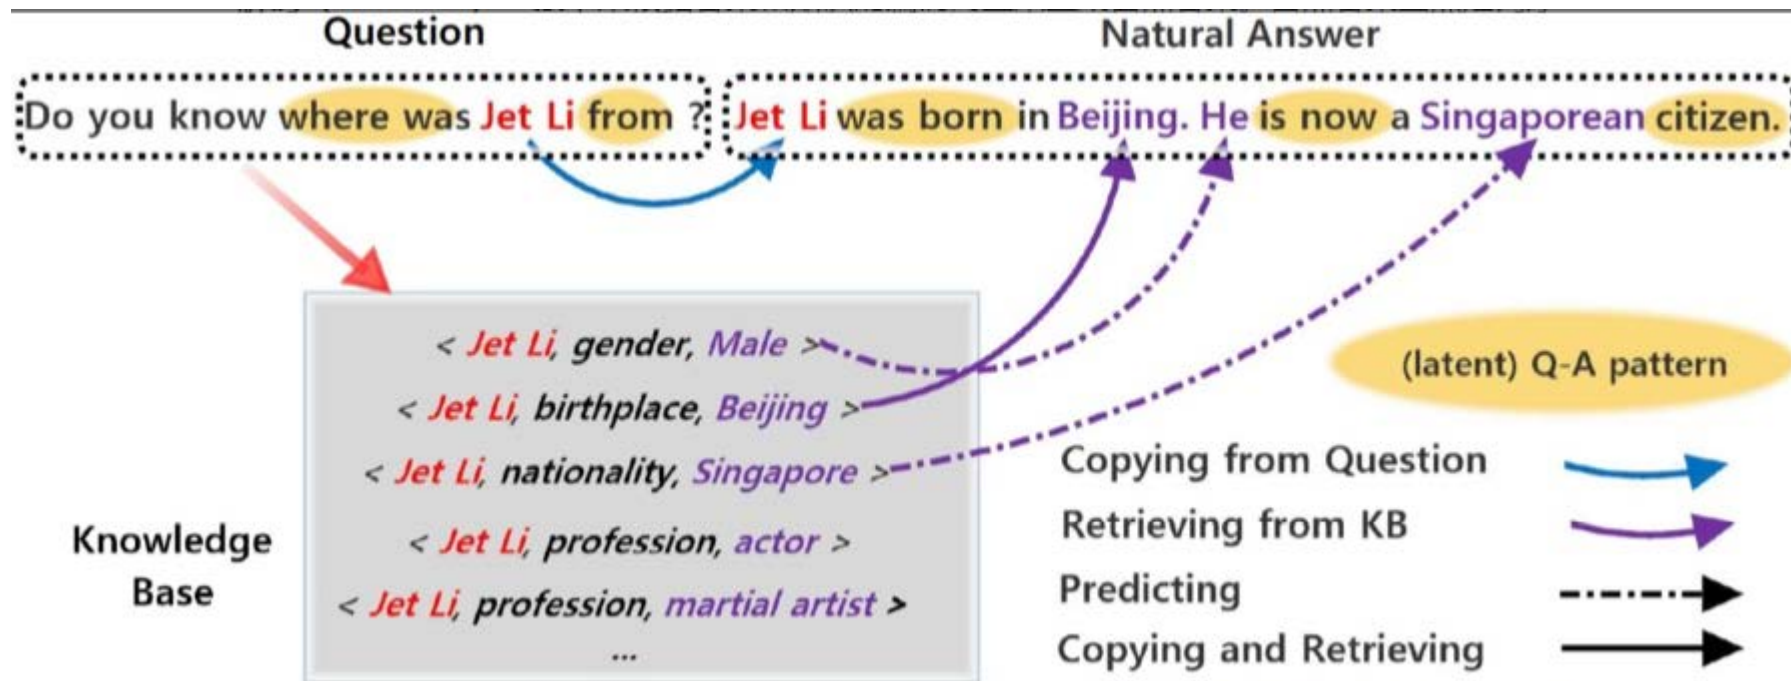 Question
Natural Answer
Do you know where was Jet Li from ?
Jet Li was born in Beijing. He is now a Singaporean citizen.
< Jet Li, gender, Male >
< Jet Li, birthplace, Beijing >
< Jet Li, nationality, Singapore >
< Jet Li, profession, actor >
< Jet Li, profession, martial artist >
...
Knowledge
Base
(latent) Q-A pattern
Copying from Question
Retrieving from KB
Predicting
Copying and Retrieving